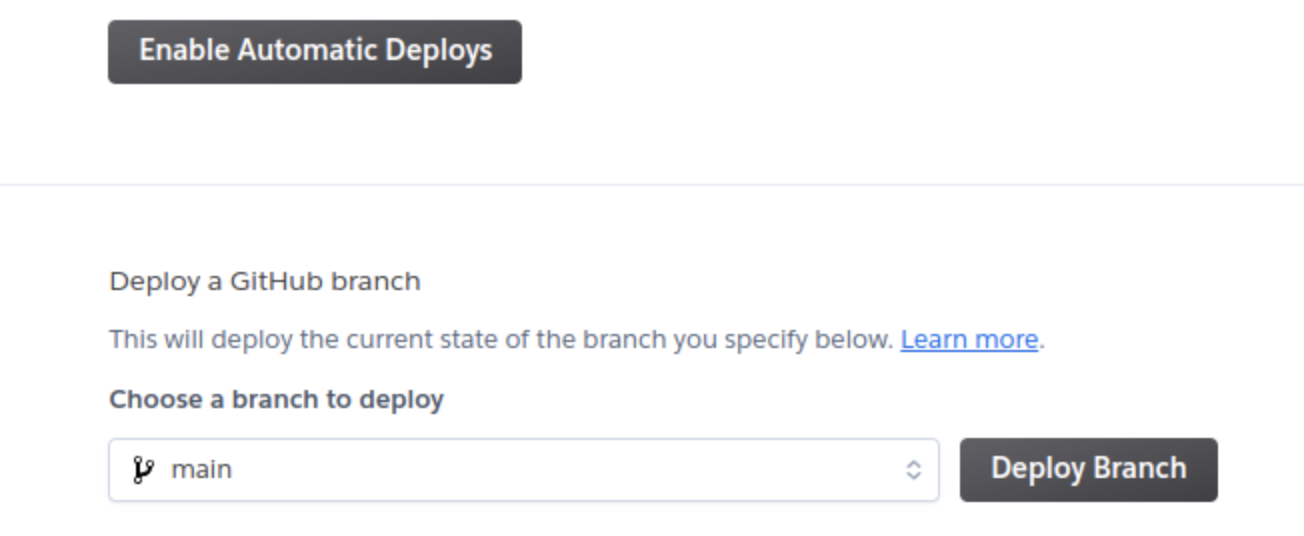 Enable Automatic Deploys
Deploy a GitHub branch
This will deploy the current state of the branch you specify below. Learn more.
Choose a branch to deploy
main
Deploy Branch